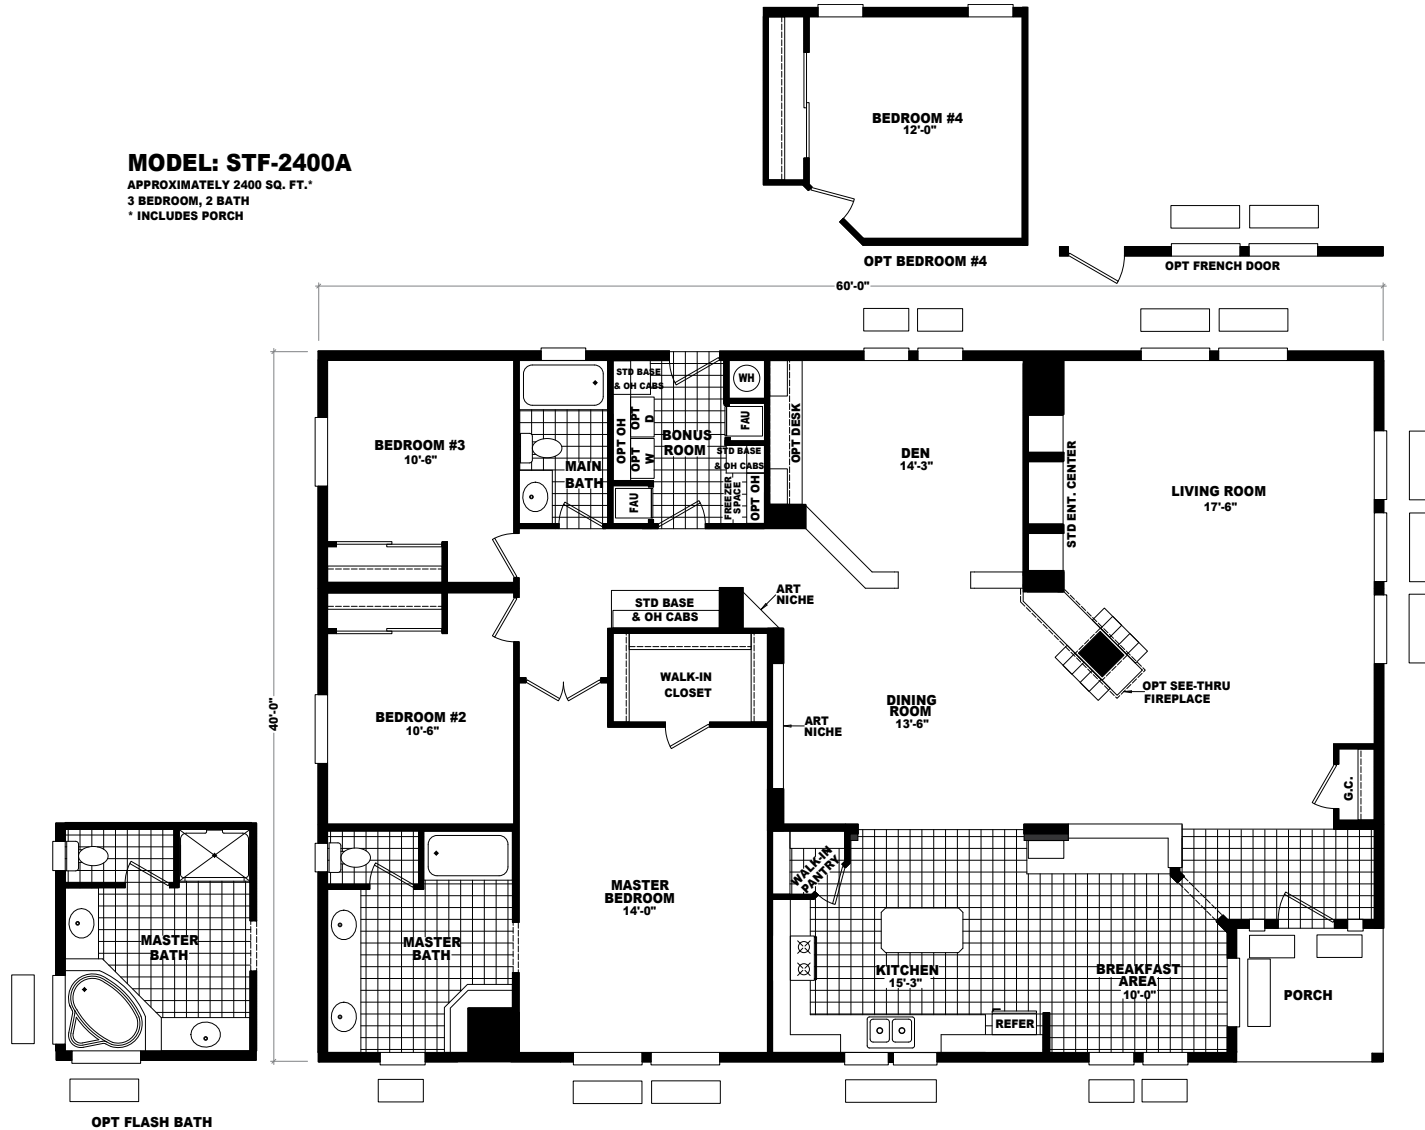 BEDROOM #4
12'-0"
MODEL: STF-2400A
APPROXIMATELY 2400 SQ. FT.*
3 BEDROOM, 2 BATH
* INCLUDES PORCH
OPT BEDROOM #4
OPT FRENCH DOOR
60'-0"
40'-0"
BEDROOM #3
10'-6"
MAIN
BATH
STD BASE
& OH CABS
OPT OH
OPT
D
OPT
W
FAU
BONUS
ROOM
WH
FAU
STD BASE
& OH CABS
FREEZER
SPACE
OPT OH
OPT DESK
DEN
14'-3"
STD ENT. CENTER
LIVING ROOM
17'-6"
STD BASE
& OH CABS
ART
NICHE
WALK-IN
CLOSET
BEDROOM #2
10'-6"
DINING
ROOM
13'-6"
ART
NICHE
OPT SEE-THRU
FIREPLACE
G.C.
WALK-IN
PANTRY
MASTER
BEDROOM
14'-0"
MASTER
BATH
MASTER
BATH
KITCHEN
15'-3"
BREAKFAST
AREA
10'-0"
REFER
PORCH
OPT FLASH BATH